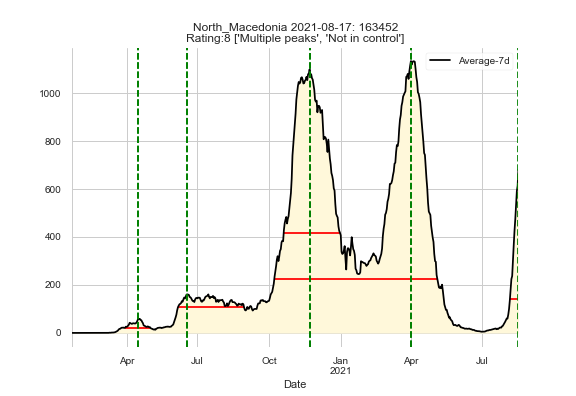 North_Macedonia 2021-08-17: 163452
Rating:8 ['Multiple peaks', 'Not in control']
Average-7d
1000
800
600
400
200
0
Apr Jul Oct Jan Apr Jul
2021
Date